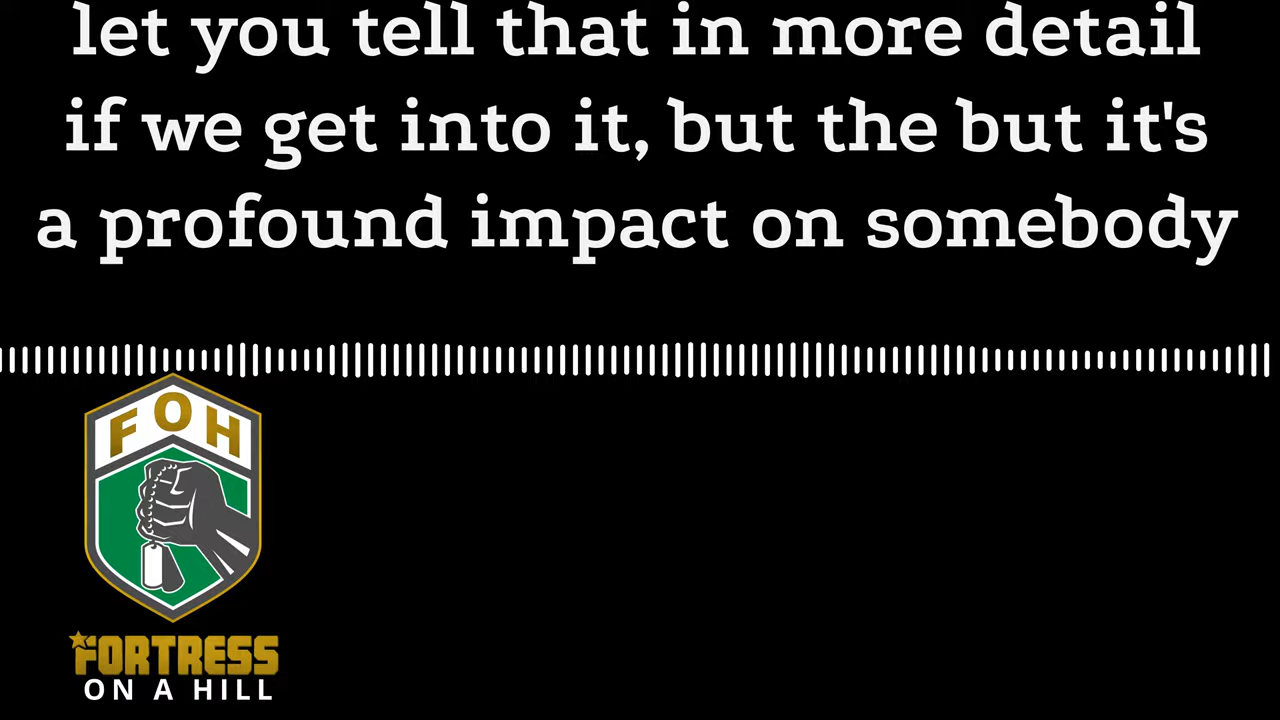 let you tell that in more detail
if we get into it, but the but it's
a profound impact on somebody
FOH
FORTRESS
ON A HILL